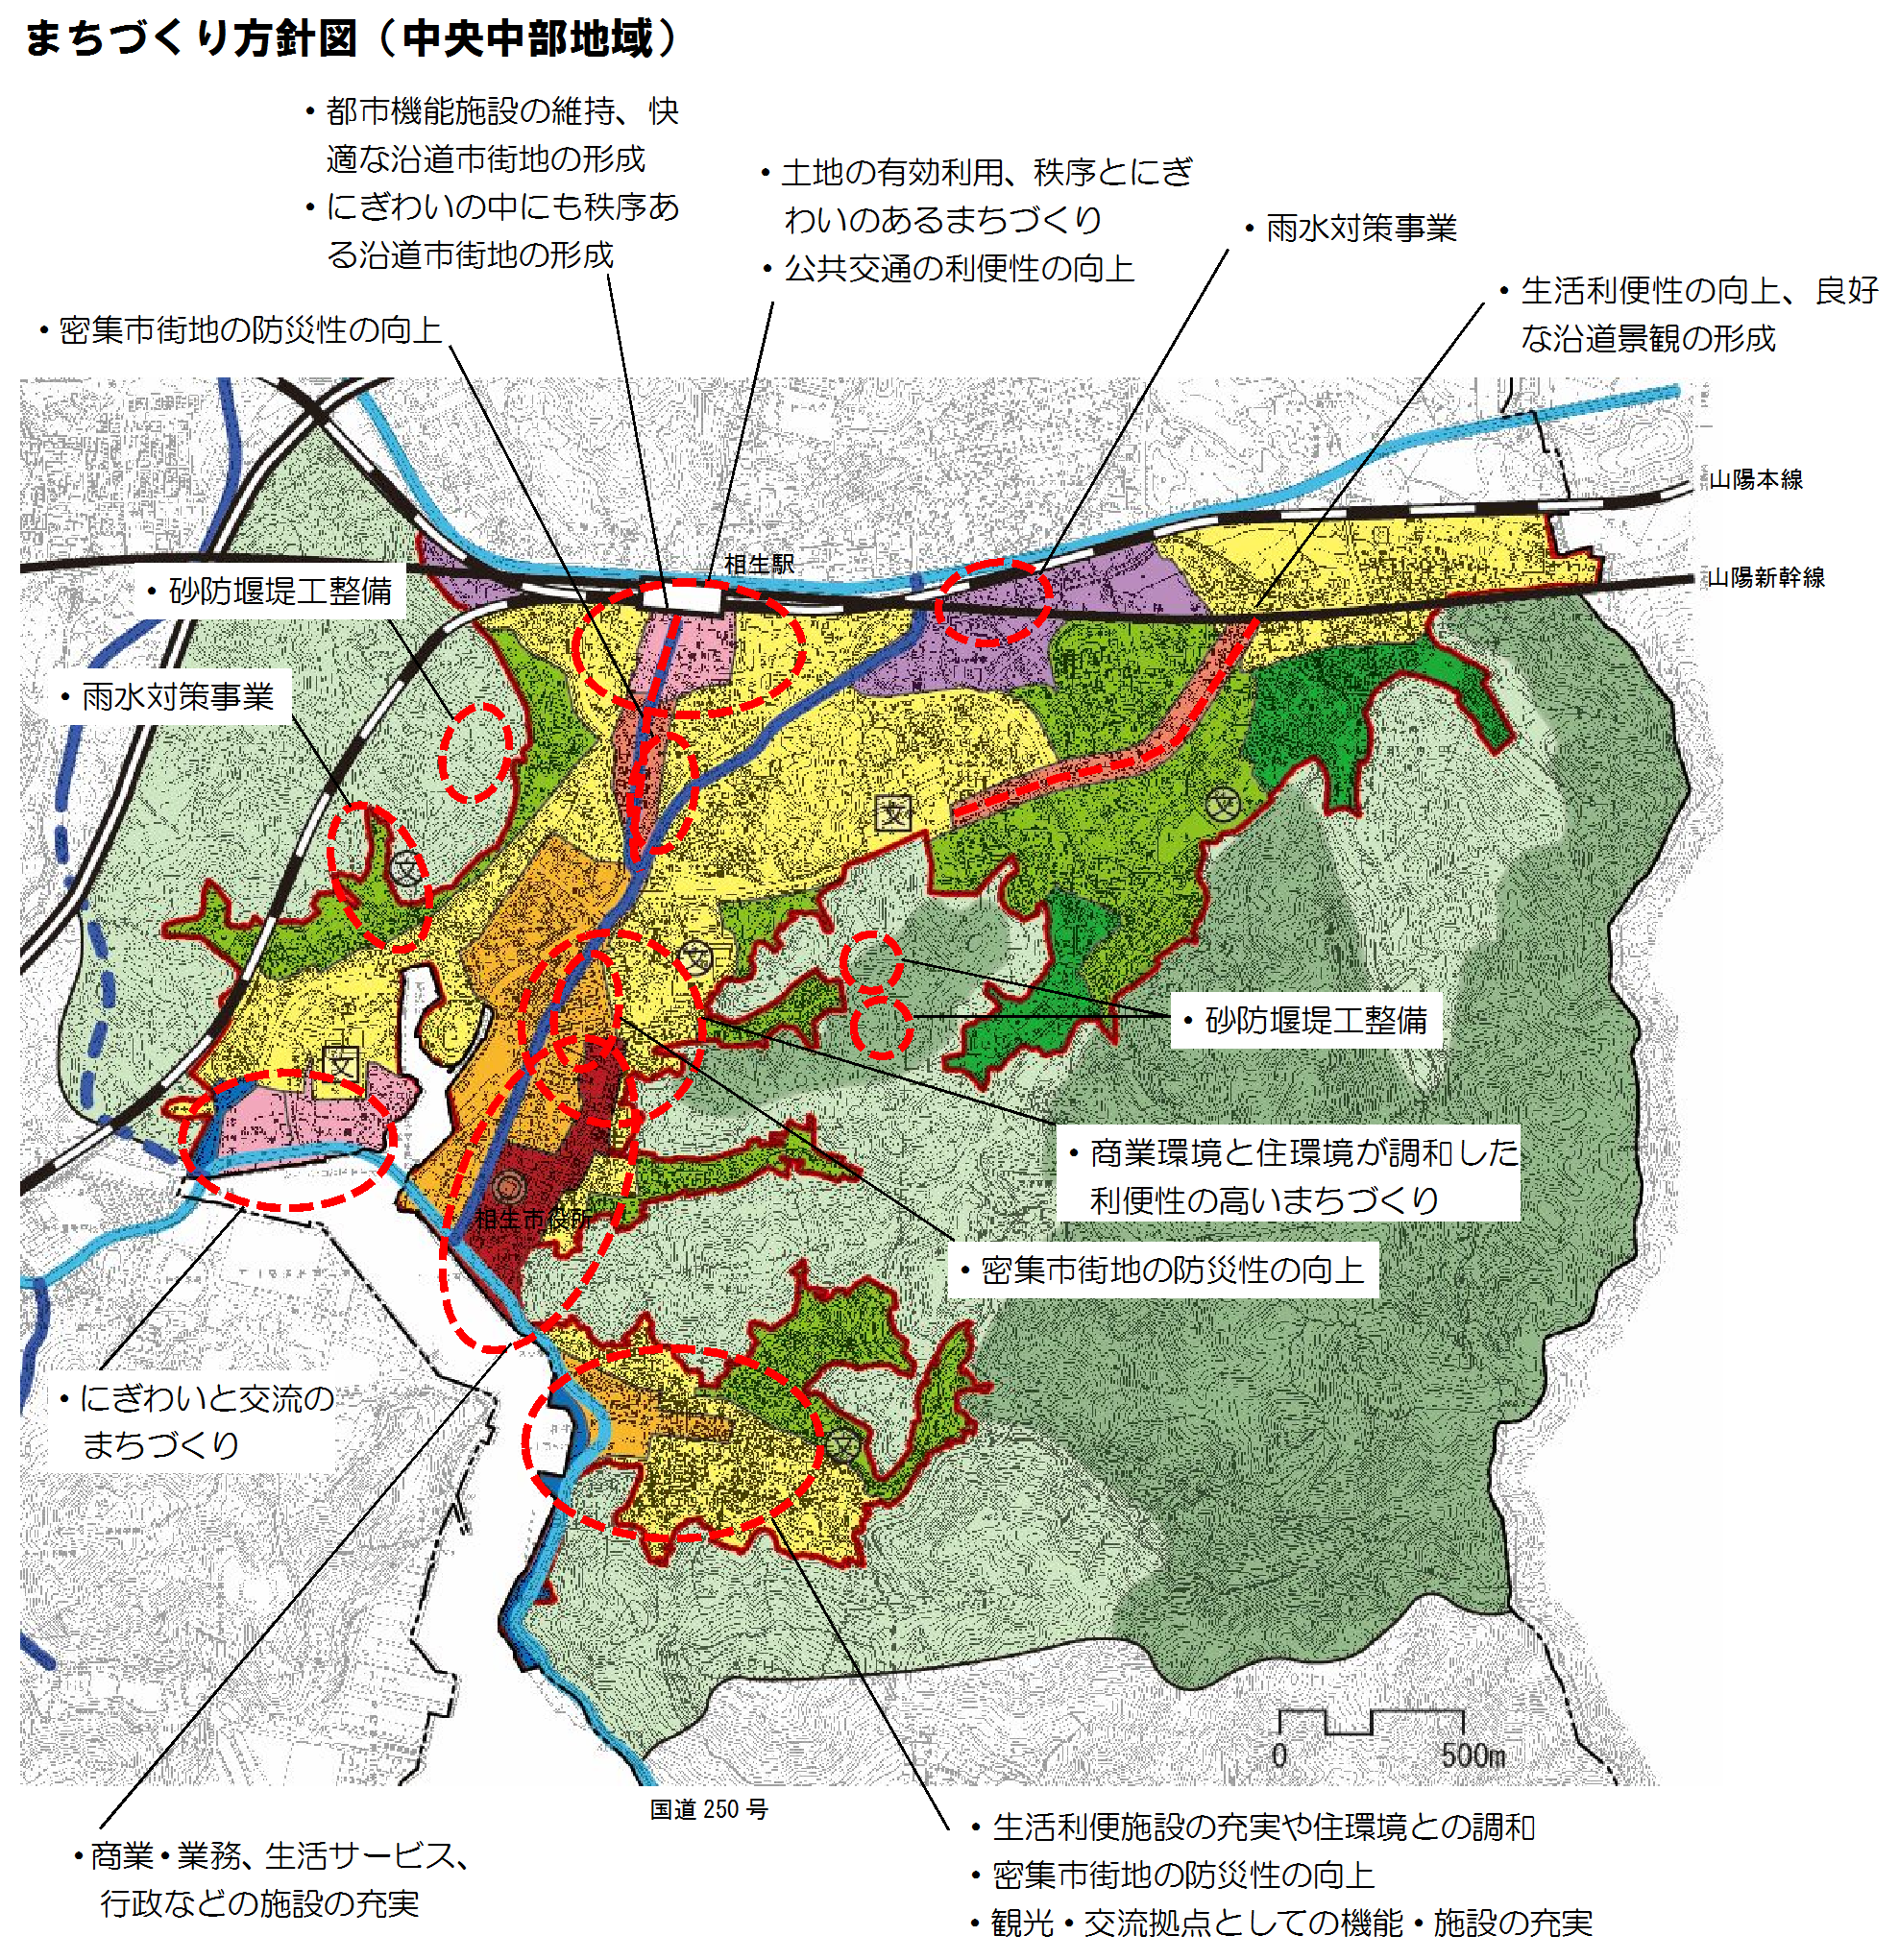 まちづくり方針図（中央中部地域）
・都市機能施設の維持、快
適な沿道市街地の形成
・にぎわいの中にも秩序あ
る沿道市街地の形成
・土地の有効利用、秩序とにぎ
わいのあるまちづくり
・公共交通の利便性の向上
・雨水対策事業
・生活利便性の向上、良好
な沿道景観の形成
・密集市街地の防災性の向上
山陽本線
相生駅
山陽新幹線
・砂防堰堤工整備
・雨水対策事業
文
文
文
文
文
・砂防堰堤工整備
・商業環境と住環境が調和した
利便性の高いまちづくり
相生市役所
・密集市街地の防災性の向上
・にぎわいと交流の
まちづくり
文
0 500m
国道250号
・商業・業務、生活サービス、
行政などの施設の充実
・生活利便施設の充実や住環境との調和
・密集市街地の防災性の向上
・観光・交流拠点としての機能・施設の充実